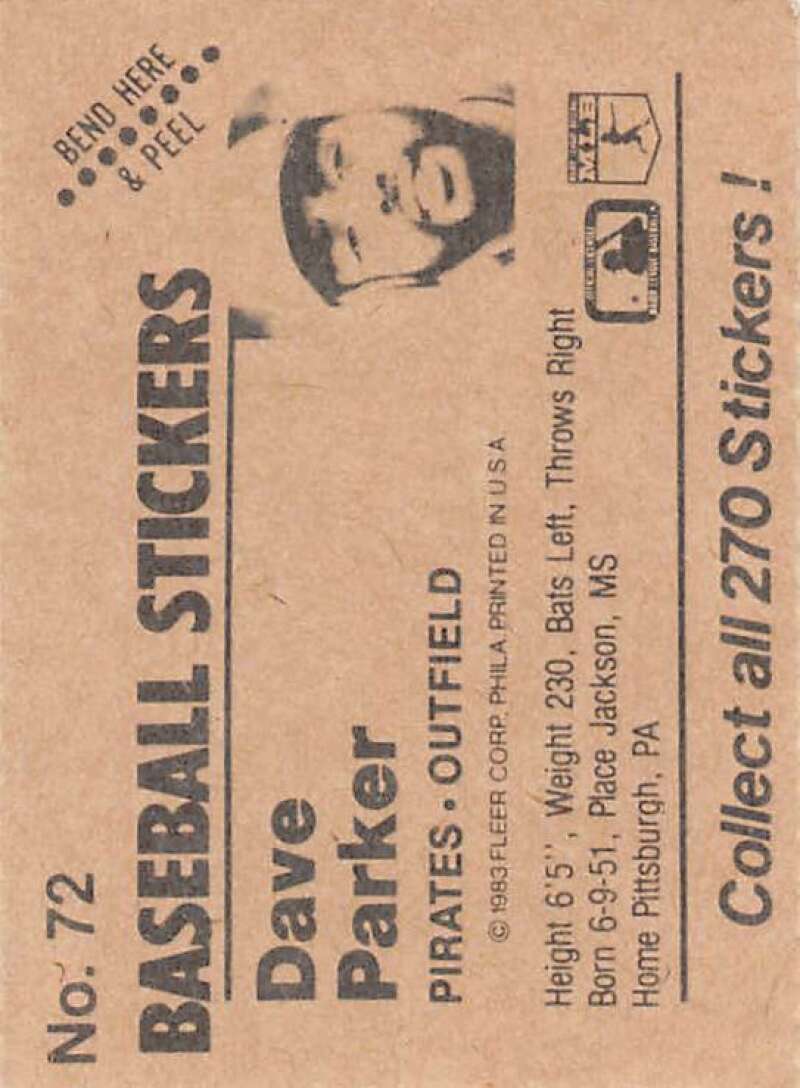 No. 72
BEND HERE
& PEEL
BASEBALL STICKERS
Dave
Parker
PIRATES • OUTFIELD
© 1983 FLEER CORP. PHILA. PRINTED IN U S A
Height 6'5'', Weight 230, Bats Left, Throws Right
Born 6-9-51, Place Jackson, MS
Home Pittsburgh, PA
MLB
Collect all 270 Stickers!